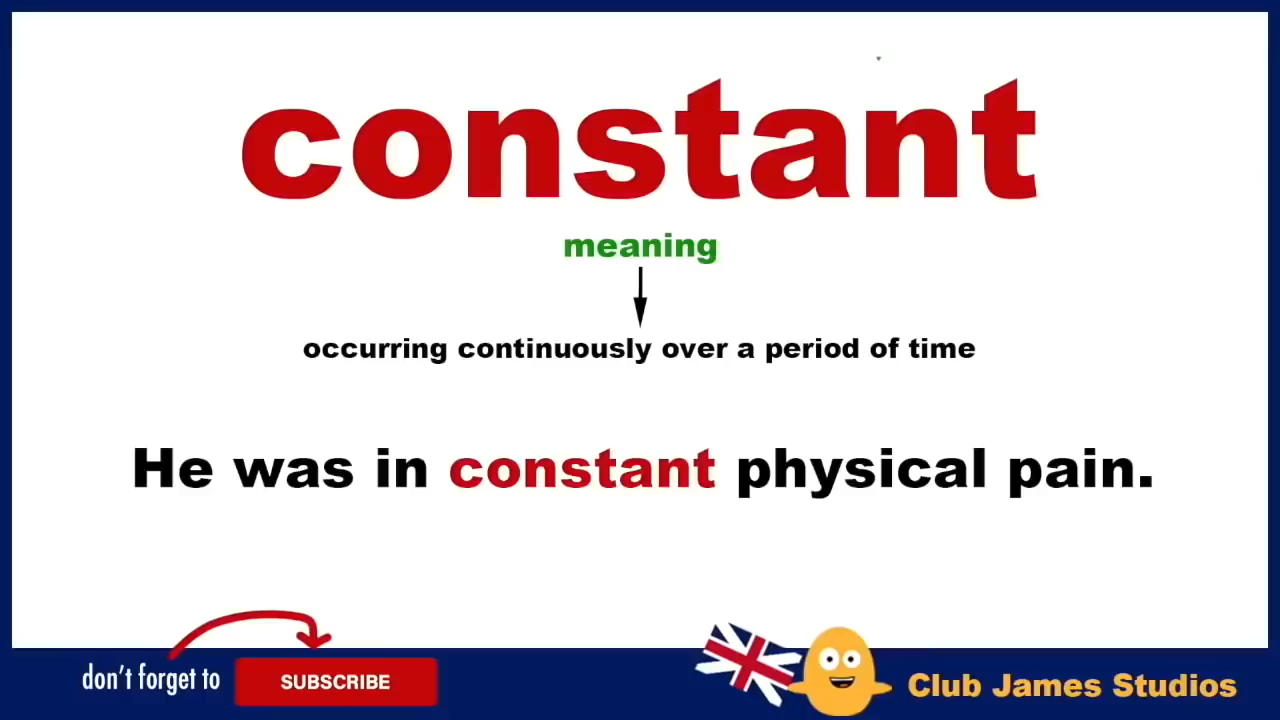 constant
meaning
occurring continuously over a period of time
He was in constant physical pain.
don't forget to SUBSCRIBE
Club James Studios